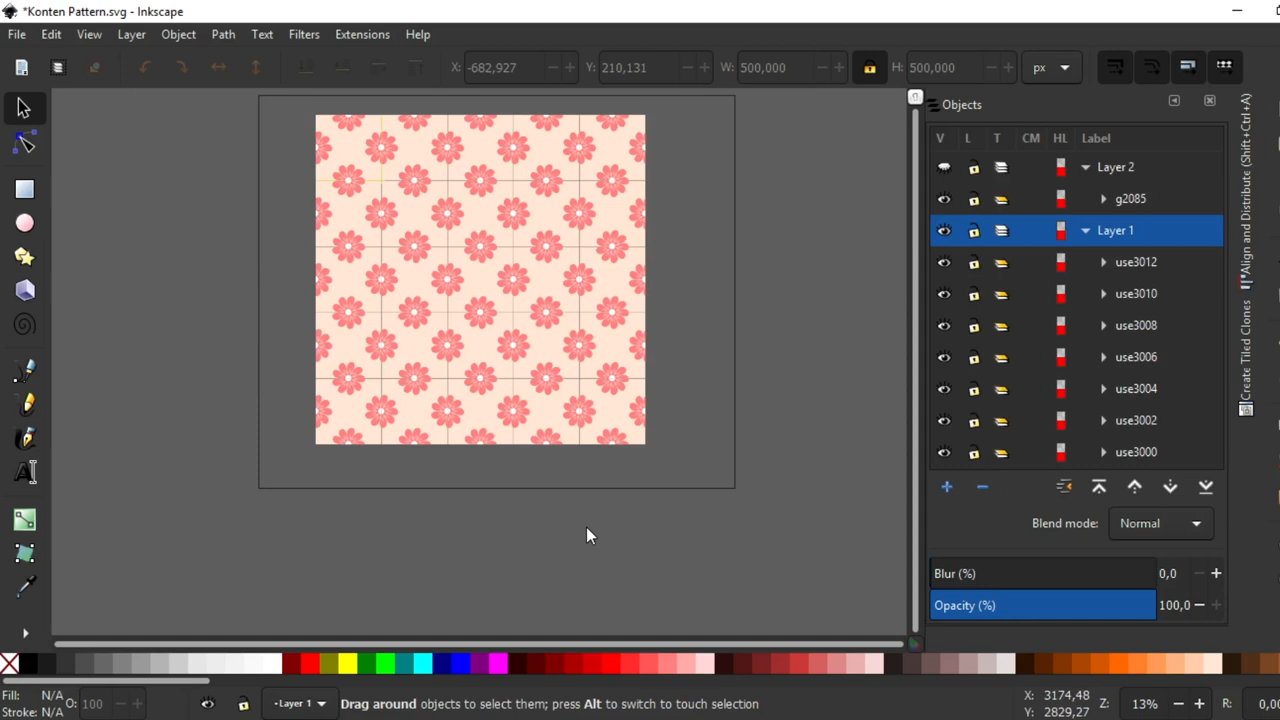 *Konten Pattern.svg - Inkscape
File Edit View Layer Object Path Text Filters Extensions Help
X: -682,927 Y: 210,131 W: 500,000 H: 500,000 px
Objects
V L T CM HL Label
Layer 2
g2085
Layer 1
use3012
use3010
use3008
use3006
use3004
use3002
use3000
Blend mode: Normal
Blur (%) 0,0
Opacity (%) 100,0
Align and Distribute (Shift+Ctrl+A)
Create Tiled Clones
Fill: N/A O: 100 Layer 1 Drag around objects to select them; press Alt to switch to touch selection X: 3174,48 Z: 13% R: 0,00
Stroke: N/A Y: 2829,27